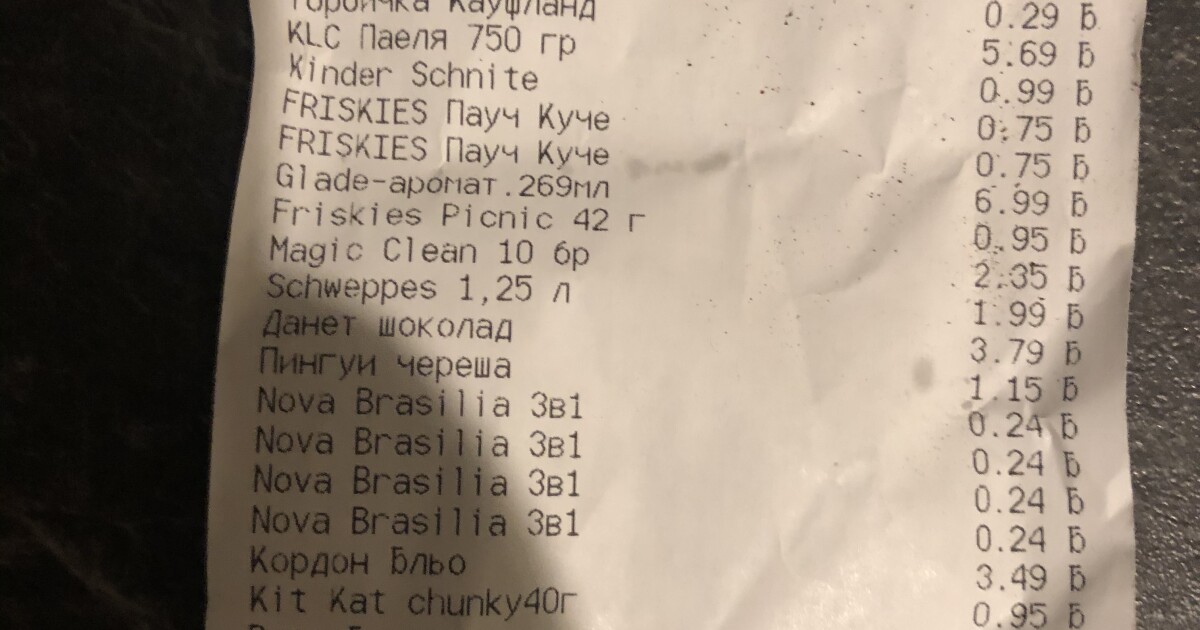 Торбичка Кауфланд 0.29 Б
KLC Паеля 750 гр 5.69 Б
Kinder Schnite 0.99 Б
FRISKIES Пауч Куче 0.75 Б
FRISKIES Пауч Куче 0.75 Б
Glade-аромат.269мл 6.99 Б
Friskies Picnic 42 г 0.95 Б
Magic Clean 10 бр 2.35 Б
Schweppes 1,25 л 1.99 Б
Данет шоколад 3.79 Б
Пингуи череша 1.15 Б
Nova Brasilia 3в1 0.24 Б
Nova Brasilia 3в1 0.24 Б
Nova Brasilia 3в1 0.24 Б
Nova Brasilia 3в1 0.24 Б
Кордон Бльо 3.49 Б
Kit Kat chunky40г 0.95 Б